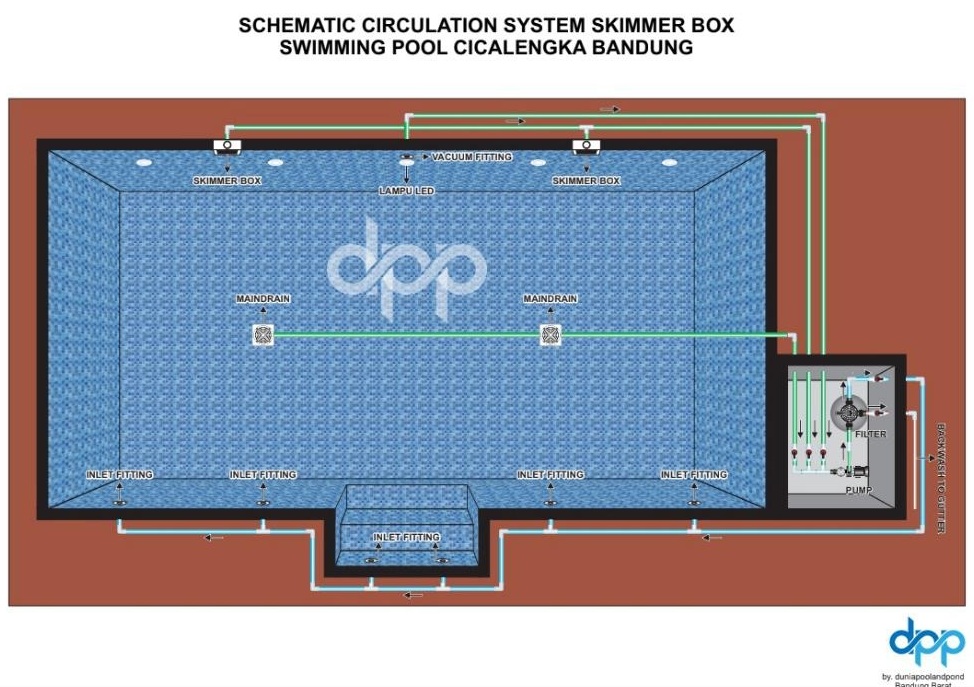 SCHEMATIC CIRCULATION SYSTEM SKIMMER BOX
SWIMMING POOL CICALENGKA BANDUNG
VACUUM FITTING
SKIMMER BOX
LAMPU LED
SKIMMER BOX
dpp
MAINDRAIN
MAINDRAIN
FILTER
PUMP
BACKWASH TO GUTTER
INLET FITTING
INLET FITTING
INLET FITTING
INLET FITTING
INLET FITTING
dpp
by. duniapoolandpond
Bandung Barat